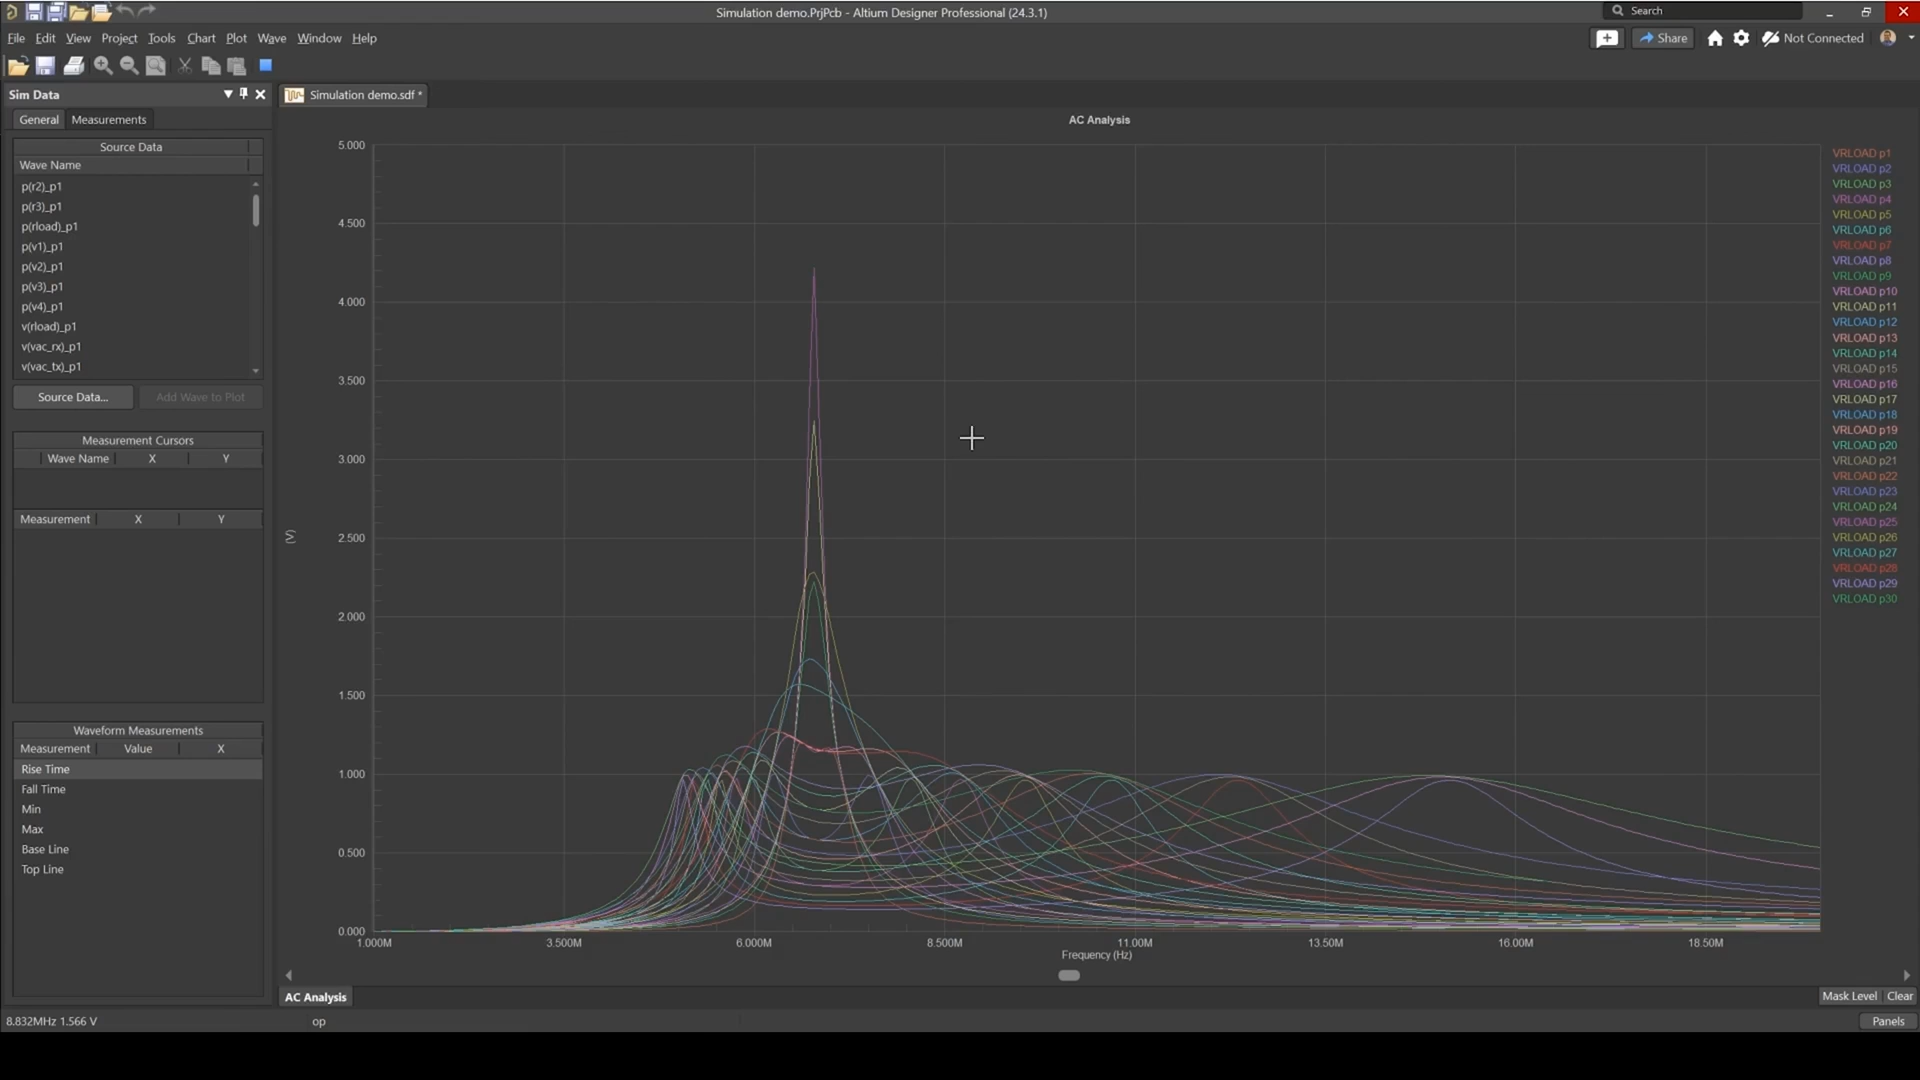 Simulation demo.PrjPcb - Altium Designer Professional (24.3.1)
Search
File Edit View Project Tools Chart Plot Wave Window Help
Share
Not Connected
Sim Data
Simulation demo.sdf *
General Measurements
AC Analysis
Source Data
Wave Name
p(r2)_p1
p(r3)_p1
p(rload)_p1
p(v1)_p1
p(v2)_p1
p(v3)_p1
p(v4)_p1
v(rload)_p1
v(vac_rx)_p1
v(vac_tx)_p1
Source Data... Add Wave to Plot
Measurement Cursors
Wave Name X Y
Measurement X Y
Waveform Measurements
Measurement Value X
Rise Time
Fall Time
Min
Max
Base Line
Top Line
5.000
4.500
4.000
3.500
3.000
2.500
2.000
1.500
1.000
0.500
0.000
(V)
1.000M 3.500M 6.000M 8.500M 11.00M 13.50M 16.00M 18.50M
Frequency (Hz)
VRLOAD p1
VRLOAD p2
VRLOAD p3
VRLOAD p4
VRLOAD p5
VRLOAD p6
VRLOAD p7
VRLOAD p8
VRLOAD p9
VRLOAD p10
VRLOAD p11
VRLOAD p12
VRLOAD p13
VRLOAD p14
VRLOAD p15
VRLOAD p16
VRLOAD p17
VRLOAD p18
VRLOAD p19
VRLOAD p20
VRLOAD p21
VRLOAD p22
VRLOAD p23
VRLOAD p24
VRLOAD p25
VRLOAD p26
VRLOAD p27
VRLOAD p28
VRLOAD p29
VRLOAD p30
AC Analysis
Mask Level Clear
8.832MHz 1.566 V
op
Panels